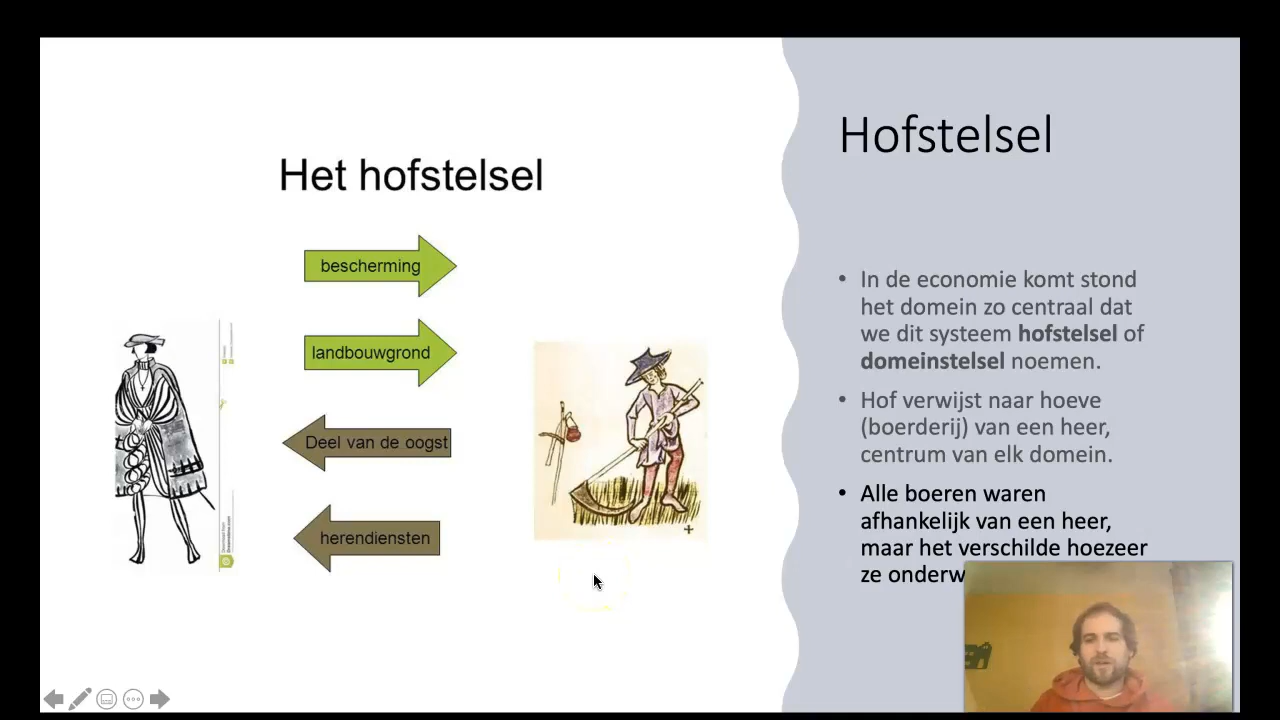 Het hofstelsel
bescherming
landbouwgrond
Deel van de oogst
herendiensten
Hofstelsel
• In de economie komt stond
het domein zo centraal dat
we dit systeem hofstelsel of
domeinstelsel noemen.
• Hof verwijst naar hoeve
(boerderij) van een heer,
centrum van elk domein.
• Alle boeren waren
afhankelijk van een heer,
maar het verschilde hoezeer
ze onderw